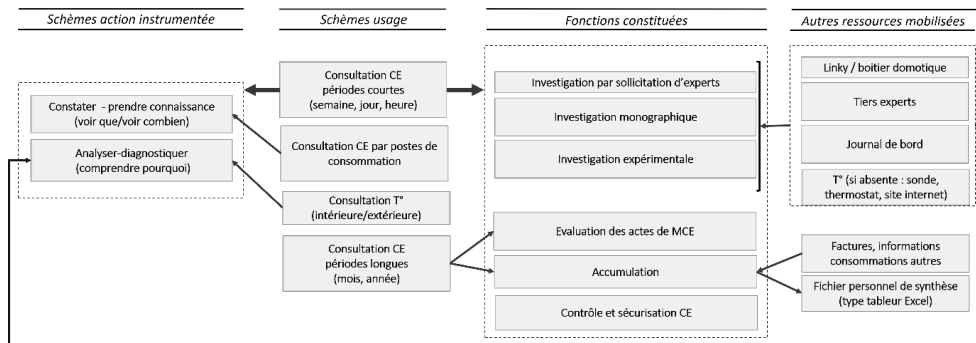 Schèmes action instrumentée
Schèmes usage
Fonctions constituées
Autres ressources mobilisées
Constater - prendre connaissance
(voir que/voir combien)
Analyser-diagnostiquer
(comprendre pourquoi)
Consultation CE
périodes courtes
(semaine, jour, heure)
Consultation CE par postes de
consommation
Consultation T°
(intérieure/extérieure)
Consultation CE
périodes longues
(mois, année)
Investigation par sollicitation d'experts
Investigation monographique
Investigation expérimentale
Evaluation des actes de MCE
Accumulation
Contrôle et sécurisation CE
Linky / boitier domotique
Tiers experts
Journal de bord
T° (si absente : sonde,
thermostat, site internet)
Factures, informations
consommations autres
Fichier personnel de synthèse
(type tableur Excel)